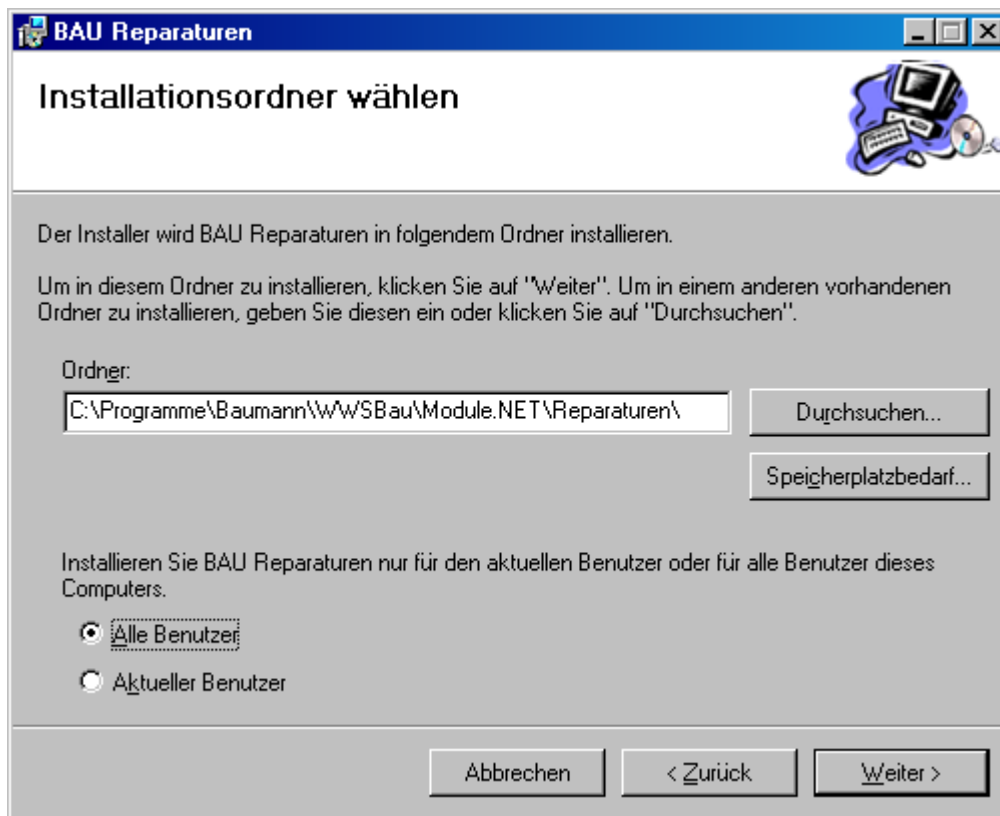 BAU Reparaturen
Installationsordner wählen
Der Installer wird BAU Reparaturen in folgendem Ordner installieren.
Um in diesem Ordner zu installieren, klicken Sie auf "Weiter". Um in einem anderen vorhandenen
Ordner zu installieren, geben Sie diesen ein oder klicken Sie auf "Durchsuchen".
Ordner:
C:\Programme\Baumann\WWSBau\Module.NET\Reparaturen\
Durchsuchen...
Speicherplatzbedarf...
Installieren Sie BAU Reparaturen nur für den aktuellen Benutzer oder für alle Benutzer dieses
Computers.
Alle Benutzer
Aktueller Benutzer
Abbrechen
< Zurück
Weiter >